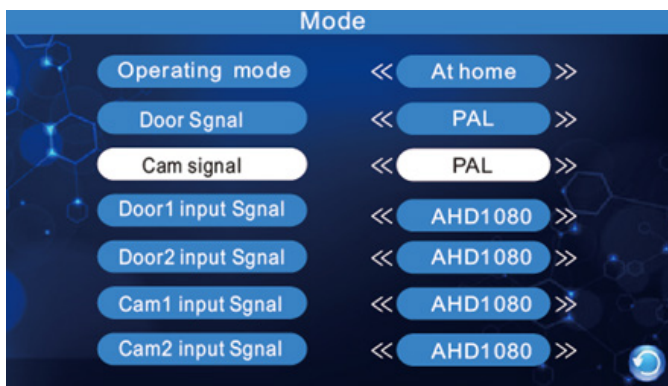 Mode
Operating mode « At home »
Door Sgnal « PAL »
Cam signal « PAL »
Door1 input Sgnal « AHD1080 »
Door2 input Sgnal « AHD1080 »
Cam1 input Sgnal « AHD1080 »
Cam2 input Sgnal « AHD1080 »